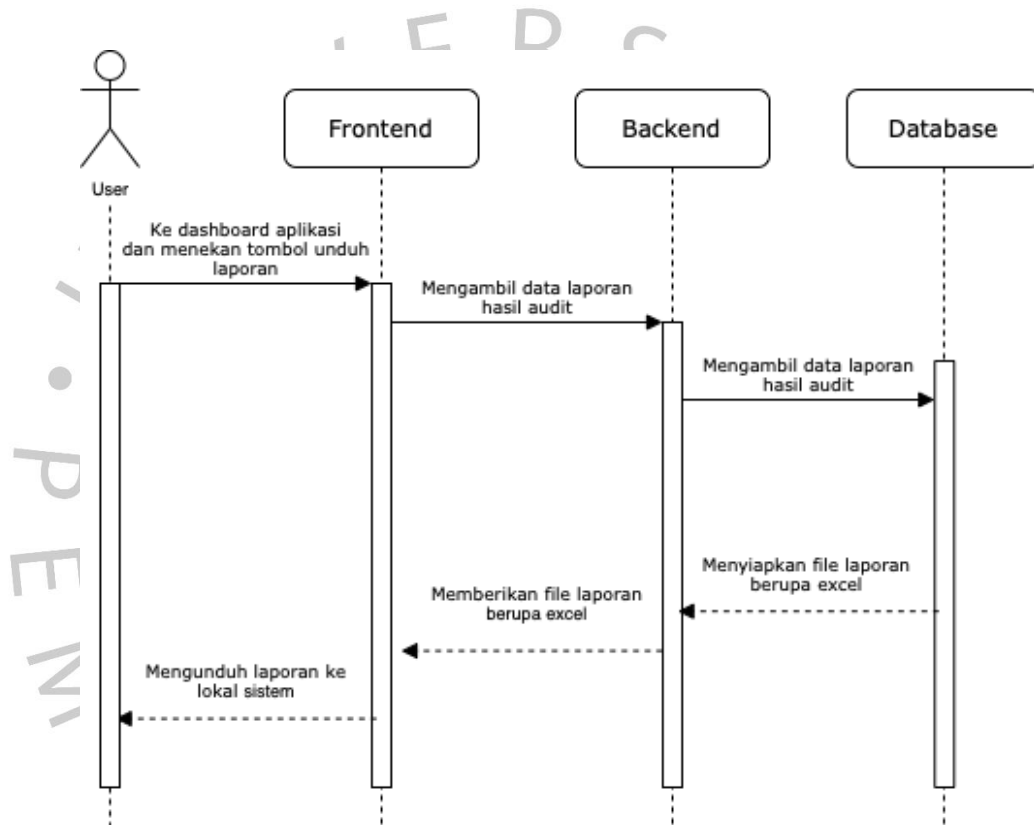 Frontend
Backend
Database
User
Ke dashboard aplikasi
dan menekan tombol unduh
laporan
Mengambil data laporan
hasil audit
Mengambil data laporan
hasil audit
Menyiapkan file laporan
berupa excel
Memberikan file laporan
berupa excel
Mengunduh laporan ke
lokal sistem